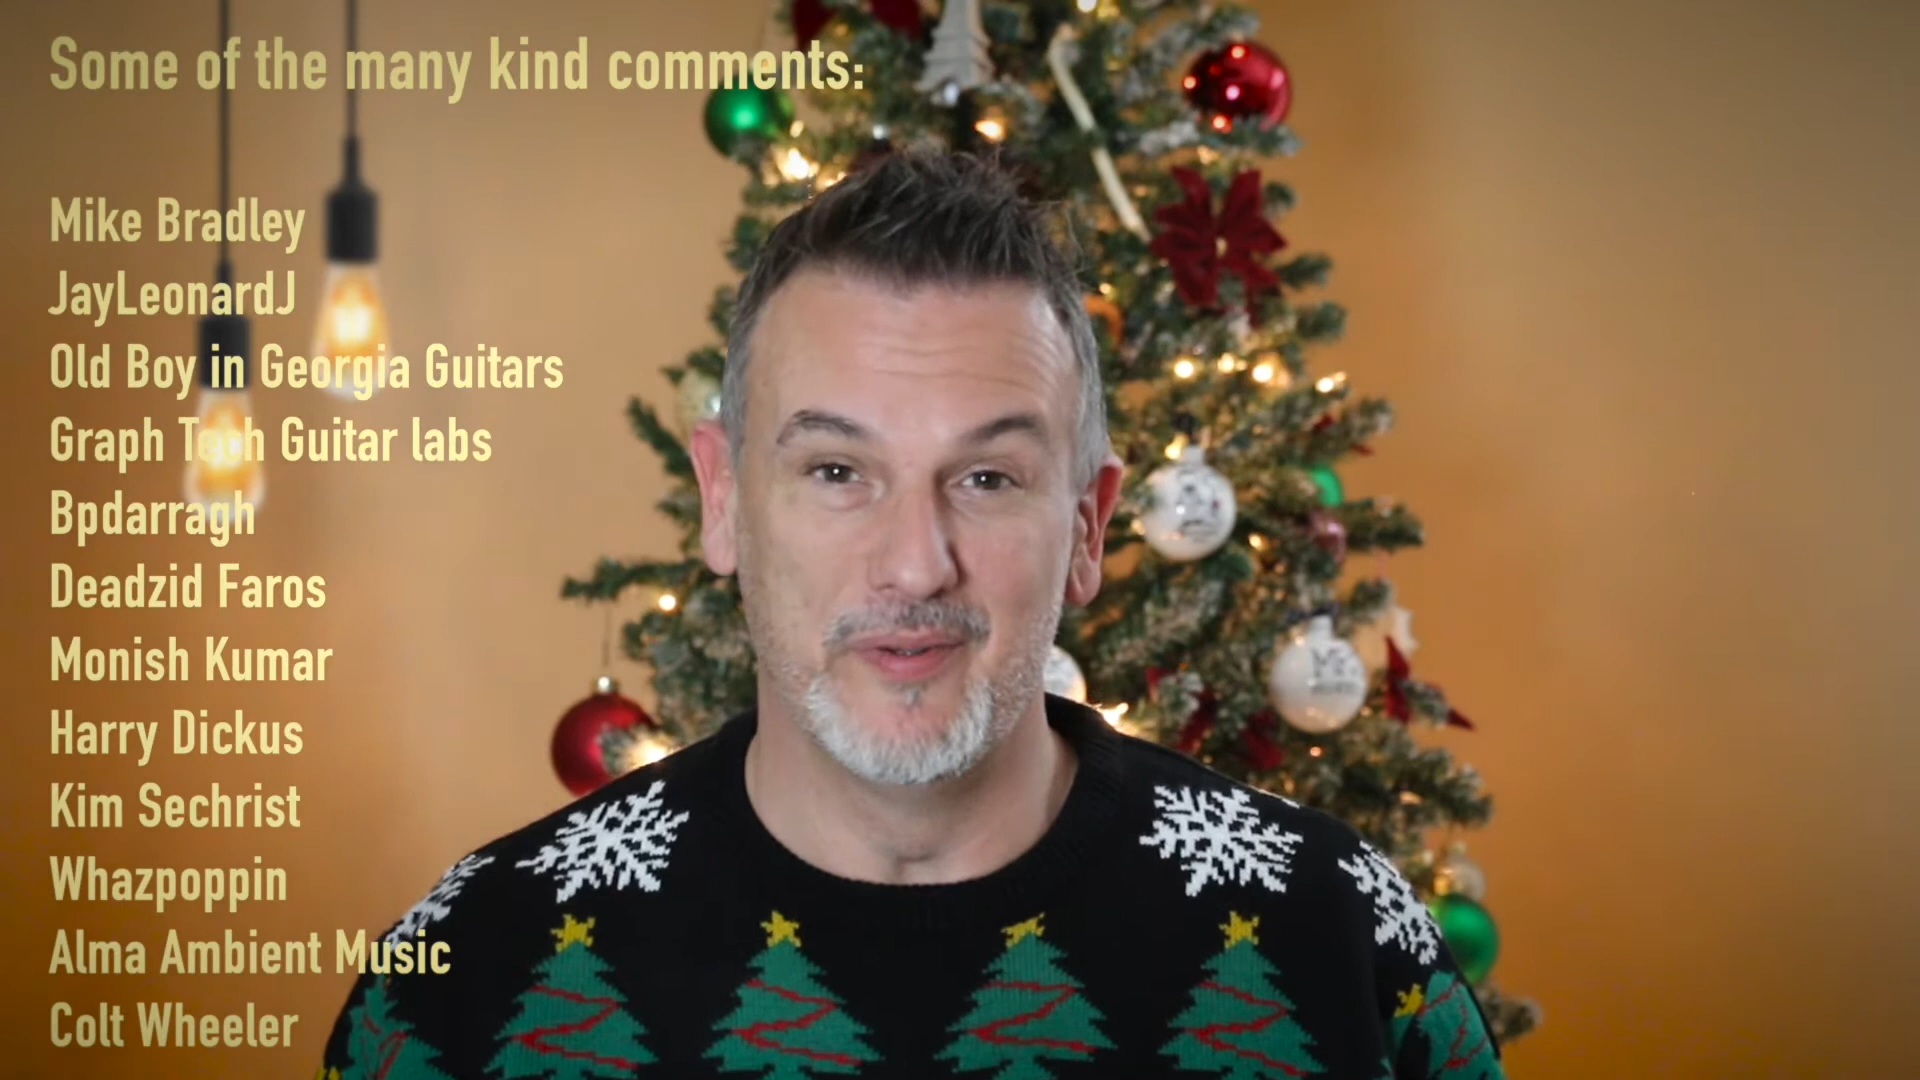 Some of the many kind comments:
Mike Bradley
JayLeonardJ
Old Boy in Georgia Guitars
Graph Tech Guitar labs
Bpdarragh
Deadzid Faros
Monish Kumar
Harry Dickus
Kim Sechrist
Whazpoppin
Alma Ambient Music
Colt Wheeler